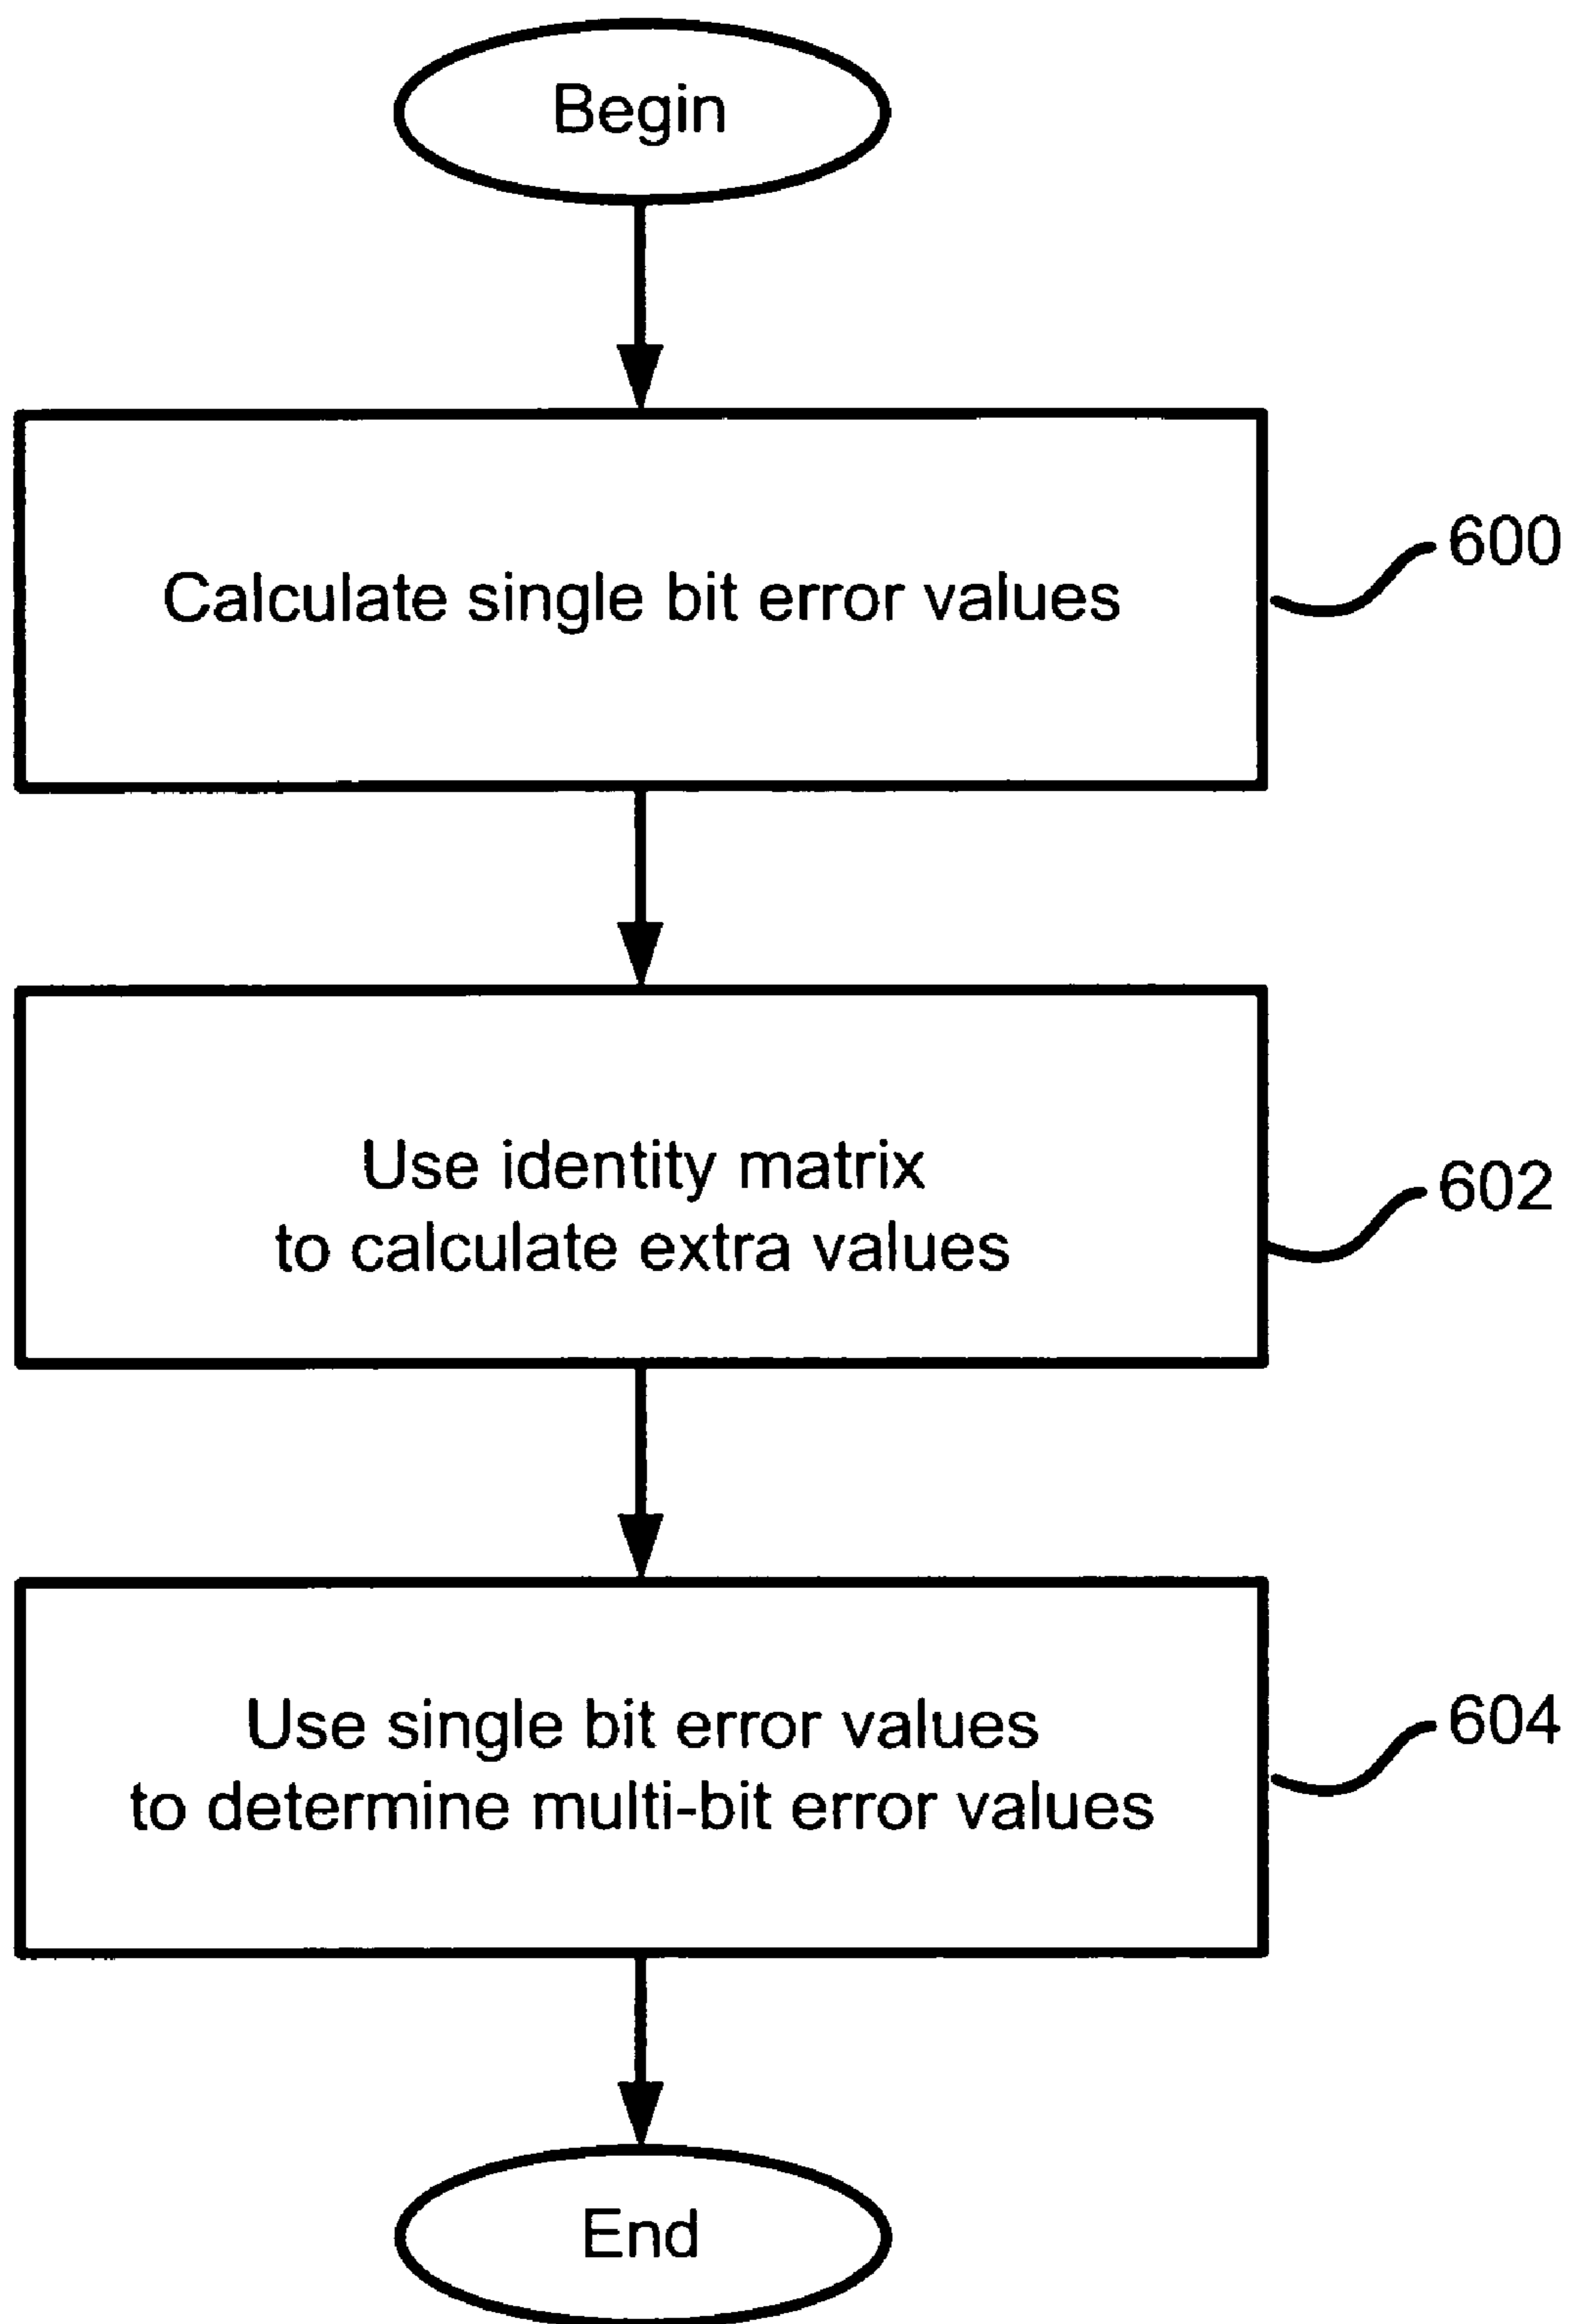 Begin
Calculate single bit error values
600
Use identity matrix
to calculate extra values
602
Use single bit error values
to determine multi-bit error values
604
End